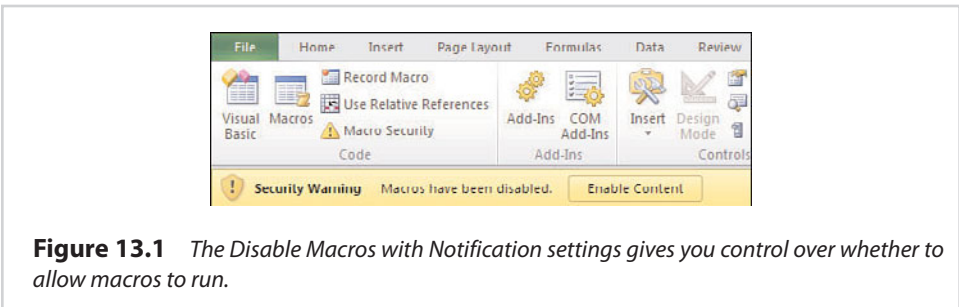 File Home Insert Page Layout Formulas Data Review
Record Macro
Use Relative References
Macro Security
Visual Basic
Macros
Code
Add-Ins
COM Add-Ins
Add-Ins
Insert
Design Mode
Controls
Security Warning Macros have been disabled. Enable Content
Figure 13.1 The Disable Macros with Notification settings gives you control over whether to
allow macros to run.